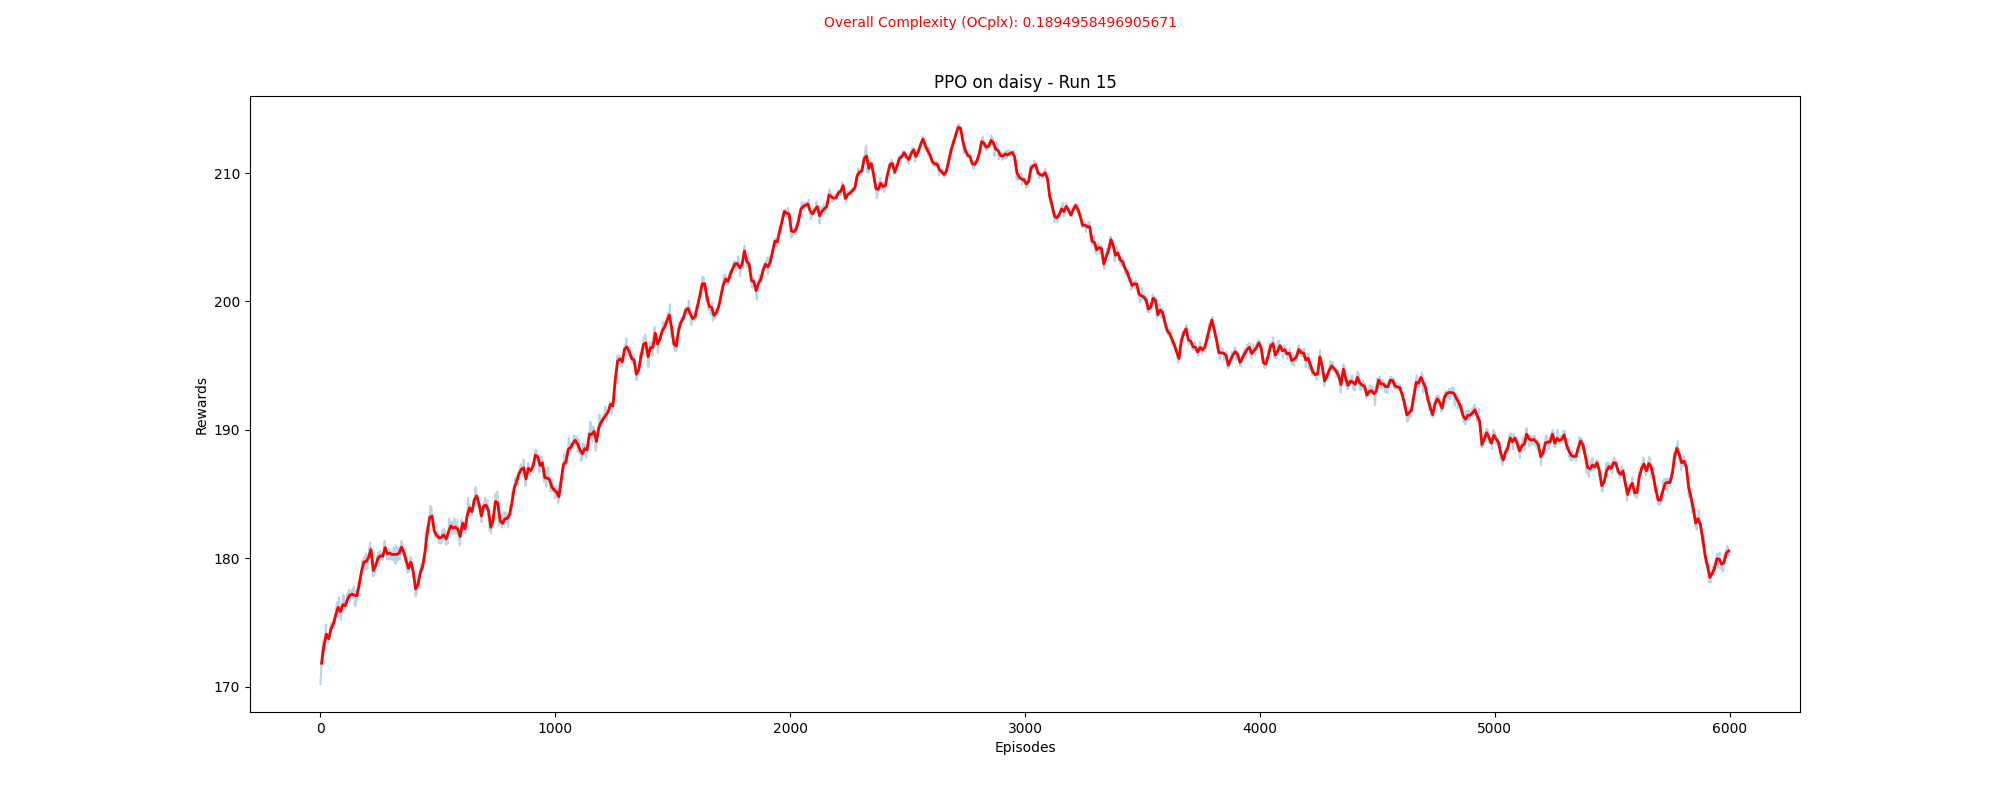 Overall Complexity (OCplx): 0.1894958496905671
PPO on daisy - Run 15
Rewards
210
200
190
180
170
0 1000 2000 3000 4000 5000 6000
Episodes